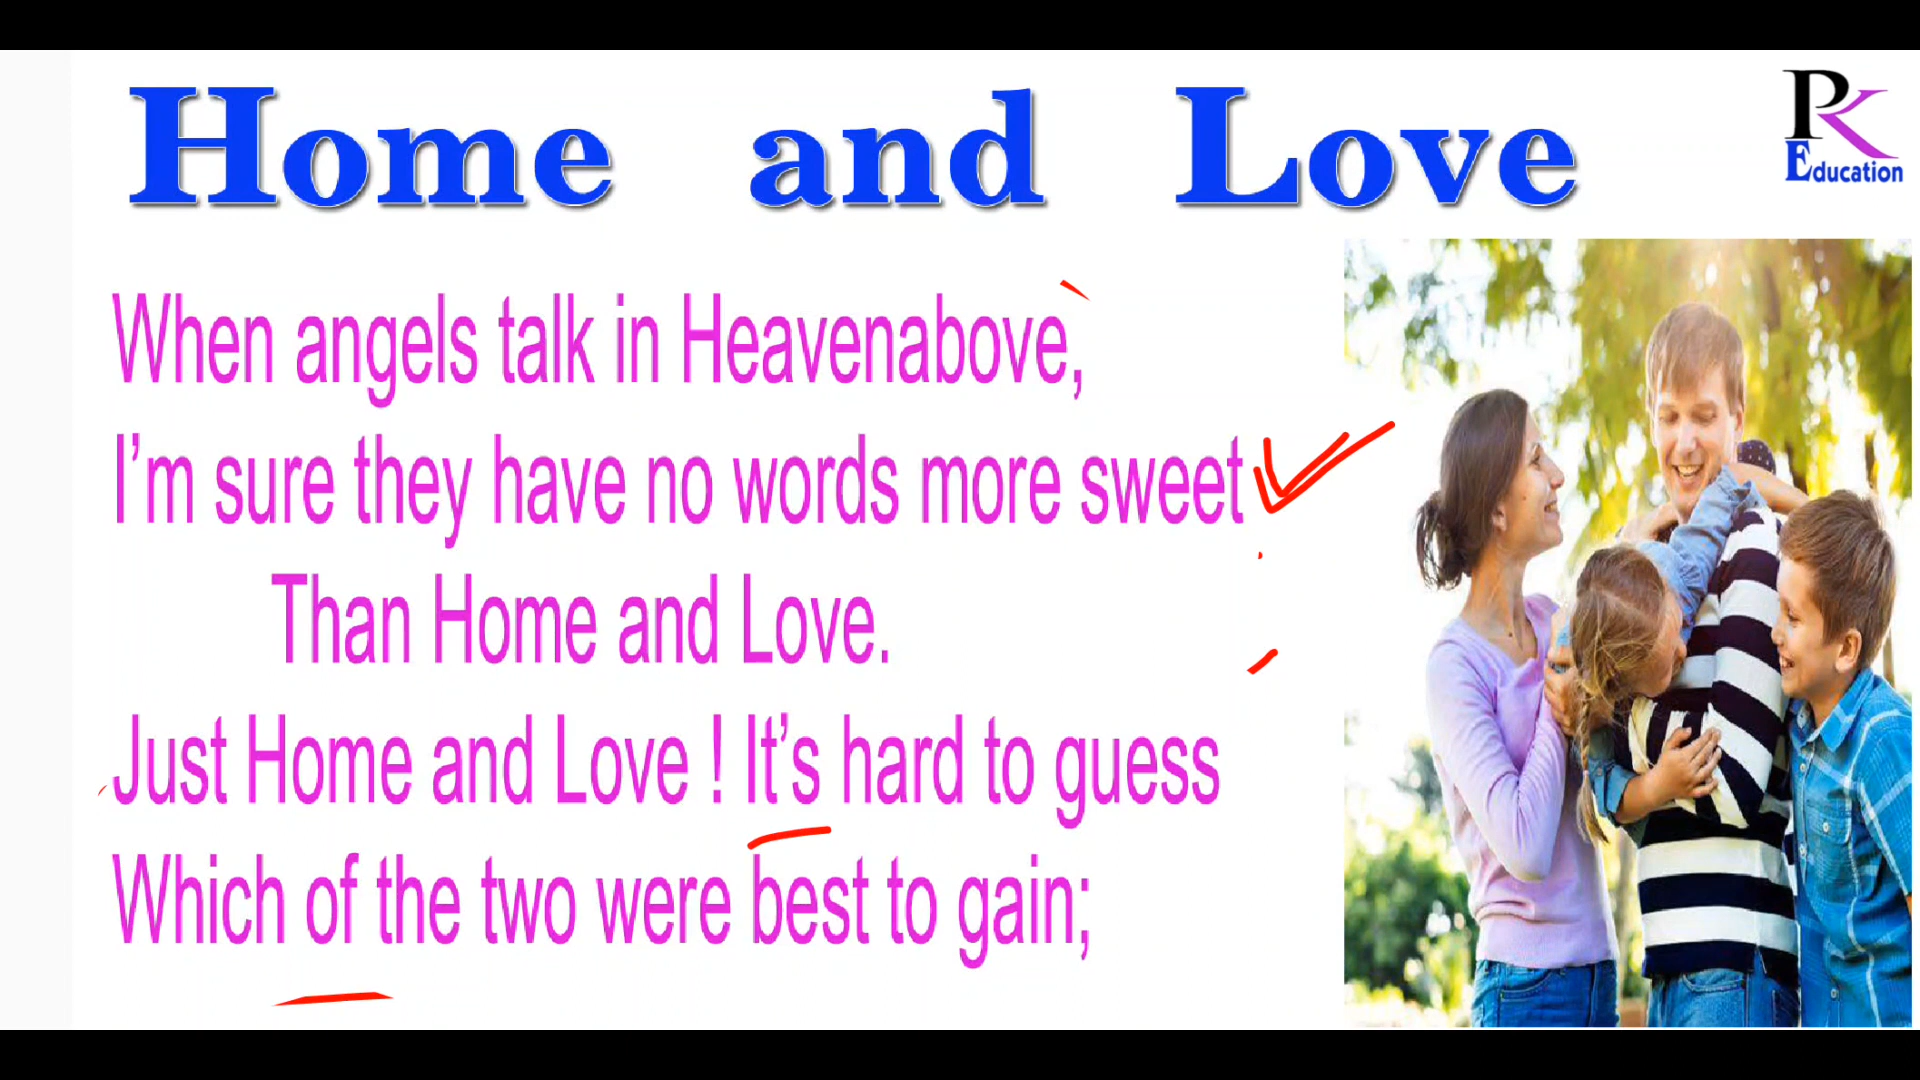 Home and Love
PK
Education
When angels talk in Heavenabove,
I’m sure they have no words more sweet
Than Home and Love.
Just Home and Love ! It’s hard to guess
Which of the two were best to gain;